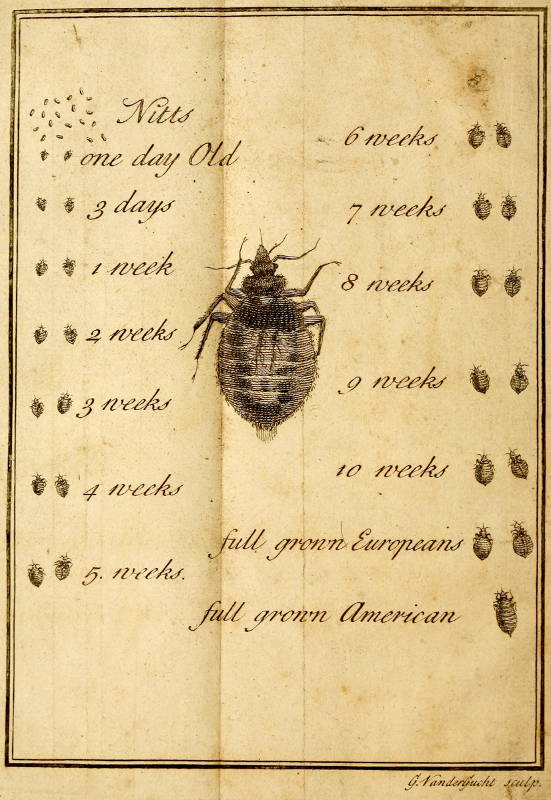 Nitts
one day Old
3 days
1 week
2 weeks
3 weeks
4 weeks
5. weeks.
6 weeks
7 weeks
8 weeks
9 weeks
10 weeks
full grown Europeans
full grown American
G. VanderGucht sculp.